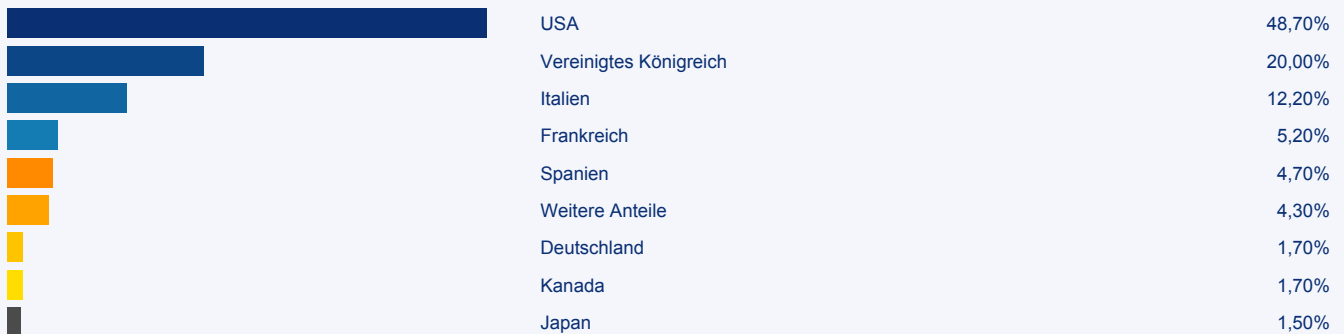 USA 48,70%
Vereinigtes Königreich 20,00%
Italien 12,20%
Frankreich 5,20%
Spanien 4,70%
Weitere Anteile 4,30%
Deutschland 1,70%
Kanada 1,70%
Japan 1,50%